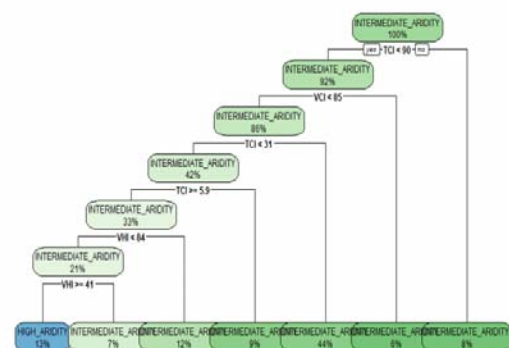 INTERMEDIATE_ARIDITY
100%
yes TCI < 90 no
INTERMEDIATE_ARIDITY
92%
VCI < 85
INTERMEDIATE_ARIDITY
86%
TCI < 31
INTERMEDIATE_ARIDITY
42%
TCI >= 5.9
INTERMEDIATE_ARIDITY
33%
VHI < 84
INTERMEDIATE_ARIDITY
21%
VHI >= 41
HIGH_ARIDITY
13%
7%
12%
9%
44%
6%
8%